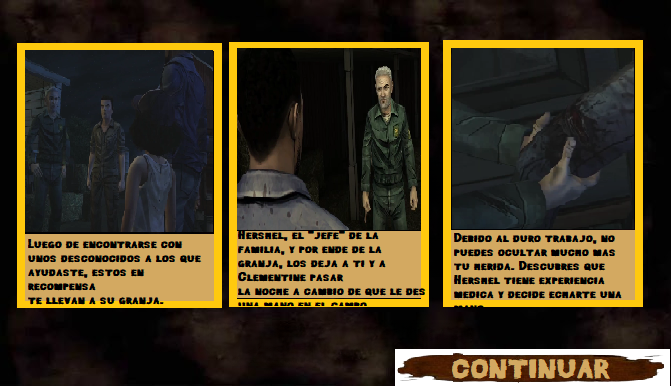 LUEGO DE ENCONTRARSE CON
UNOS DESCONOCIDOS A LOS QUE
AYUDASTE, ESTOS EN
RECOMPENSA
TE LLEVAN A SU GRANJA.
HERSHEL, EL "JEFE" DE LA
FAMILIA, Y POR ENDE DE LA
GRANJA, LOS DEJA A TI Y A
CLEMENTINE PASAR
LA NOCHE A CAMBIO DE QUE LE DES
UNA MANO EN EL CAMPO
DEBIDO AL DURO TRABAJO, NO
PUEDES OCULTAR MUCHO MAS
TU HERIDA. DESCUBRES QUE
HERSHEL TIENE EXPERIENCIA
MEDICA Y DECIDE ECHARTE UNA
CONTINUAR